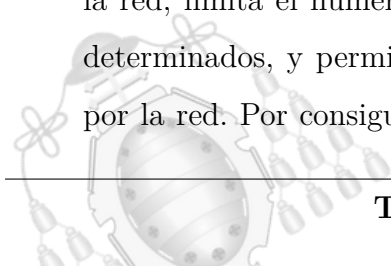 la red, limita el número
determinados, y permi
por la red. Por consigu
T